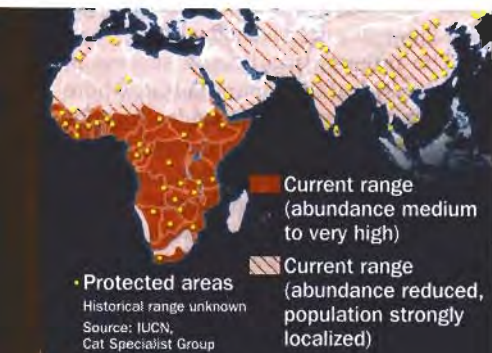 Current range
(abundance medium
to very high)
Current range
(abundance reduced,
population strongly
localized)
• Protected areas
Historical range unknown
Source: IUCN,
Cat Specialist Group